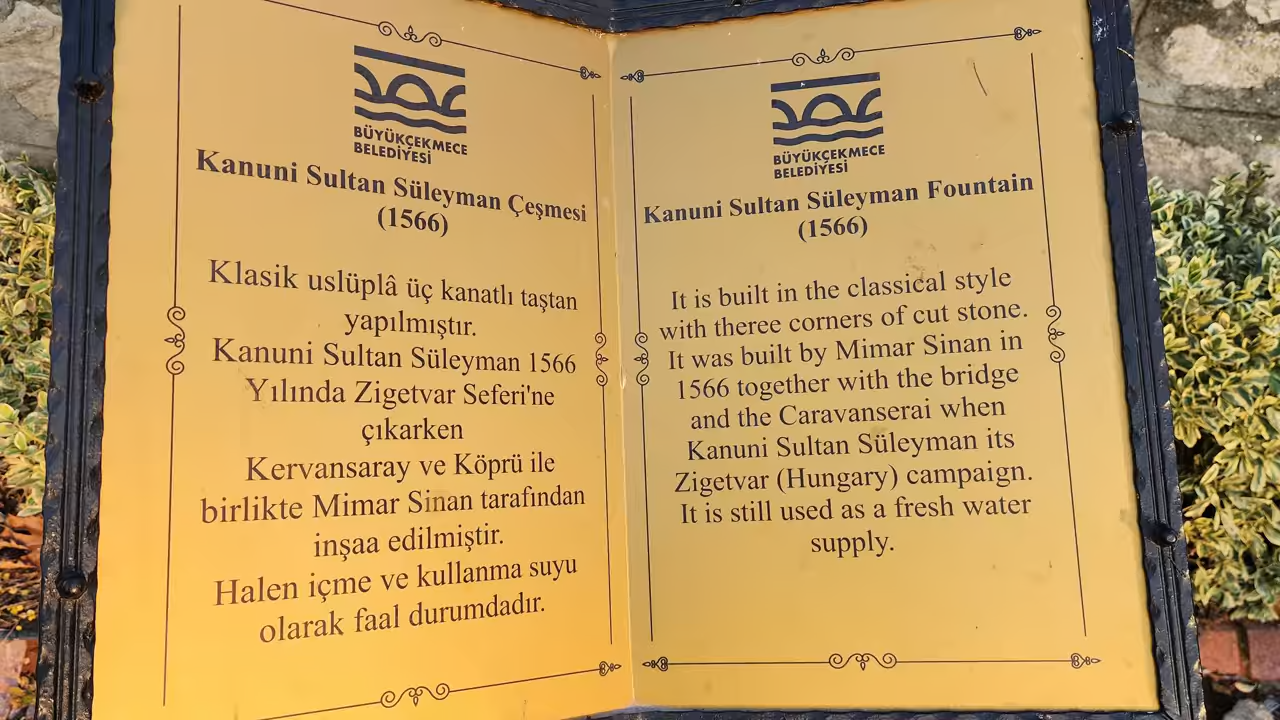 BÜYÜKÇEKMECE
BELEDİYESİ
Kanuni Sultan Süleyman Çeşmesi
(1566)
Klasik uslüplâ üç kanatlı taştan
yapılmıştır.
Kanuni Sultan Süleyman 1566
Yılında Zigetvar Seferi'ne
çıkarken
Kervansaray ve Köprü ile
birlikte Mimar Sinan tarafından
inşaa edilmiştir.
Halen içme ve kullanma suyu
olarak faal durumdadır.
BÜYÜKÇEKMECE
BELEDİYESİ
Kanuni Sultan Süleyman Fountain
(1566)
It is built in the classical style
with theree corners of cut stone.
It was built by Mimar Sinan in
1566 together with the bridge
and the Caravanserai when
Kanuni Sultan Süleyman its
Zigetvar (Hungary) campaign.
It is still used as a fresh water
supply.